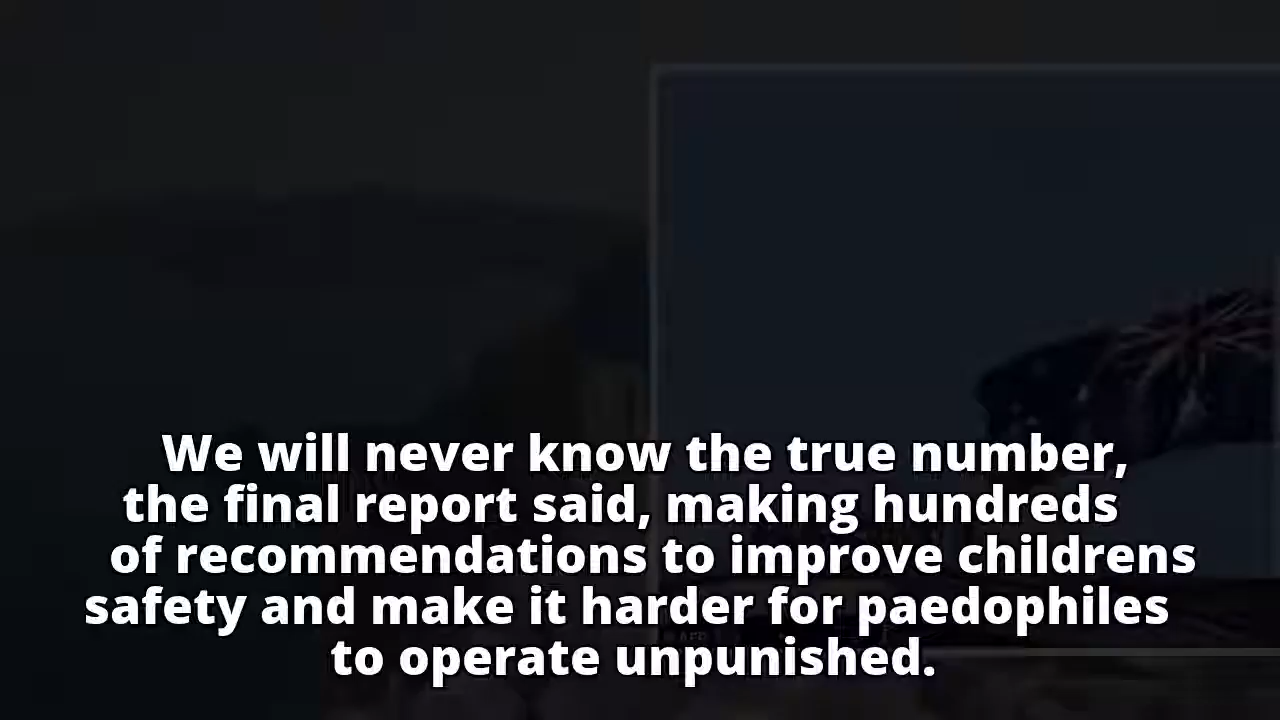 We will never know the true number,
the final report said, making hundreds
of recommendations to improve childrens
safety and make it harder for paedophiles
to operate unpunished.